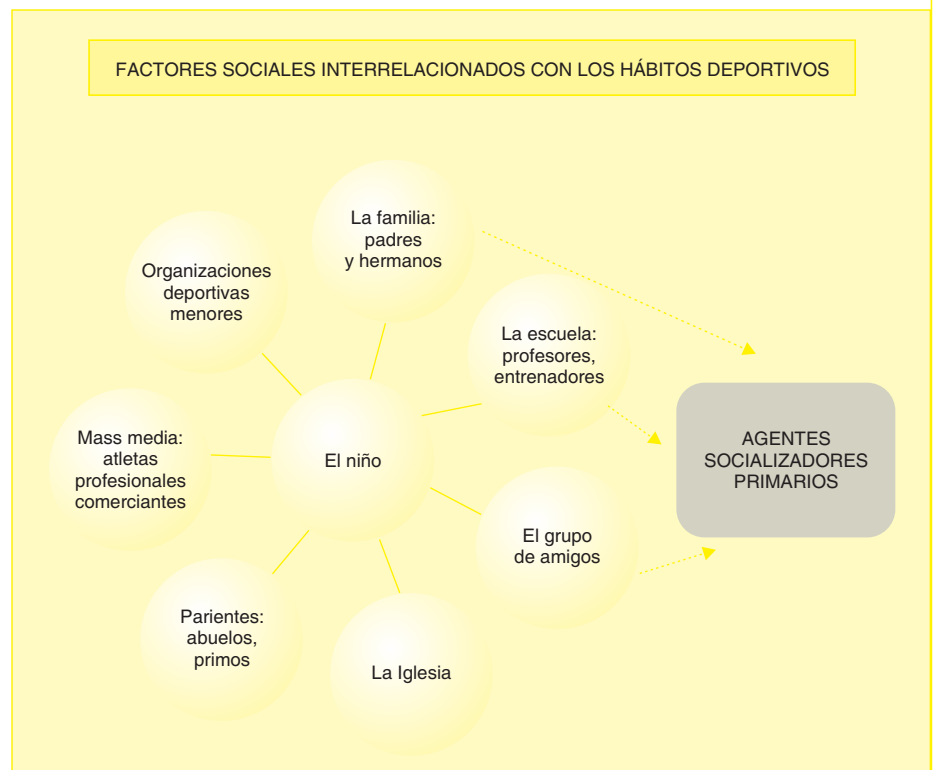 FACTORES SOCIALES INTERRELACIONADOS CON LOS HÁBITOS DEPORTIVOS
La familia:
padres
y hermanos
Organizaciones
deportivas
menores
La escuela:
profesores,
entrenadores
Mass media:
atletas
profesionales
comerciantes
El niño
AGENTES
SOCIALIZADORES
PRIMARIOS
El grupo
de amigos
Parientes:
abuelos,
primos
La Iglesia